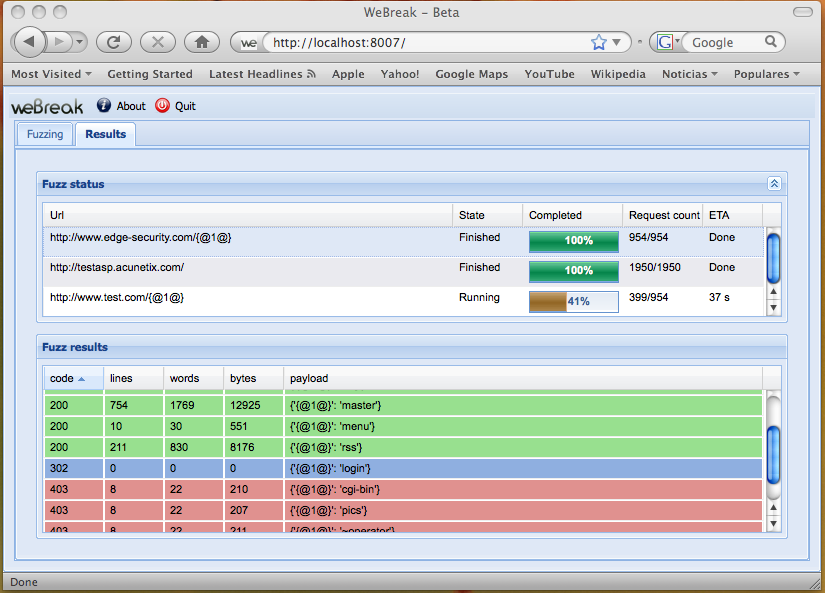 WeBreak – Beta
we http://localhost:8007/ G Google
Most Visited Getting Started Latest Headlines Apple Yahoo! Google Maps YouTube Wikipedia Noticias Populares
weBreak i About Quit
Fuzzing Results
Fuzz status
Url State Completed Request count ETA
http://www.edge-security.com/{@1@} Finished 100% 954/954 Done
http://testasp.acunetix.com/ Finished 100% 1950/1950 Done
http://www.test.com/{@1@} Running 41% 399/954 37 s
Fuzz results
code lines words bytes payload
200 754 1769 12925 {'{@1@}': 'master'}
200 10 30 551 {'{@1@}': 'menu'}
200 211 830 8176 {'{@1@}': 'rss'}
302 0 0 0 {'{@1@}': 'login'}
403 8 22 210 {'{@1@}': 'cgi-bin'}
403 8 22 207 {'{@1@}': 'pics'}
403 8 22 211 {'{@1@}': '~operator'}
Done